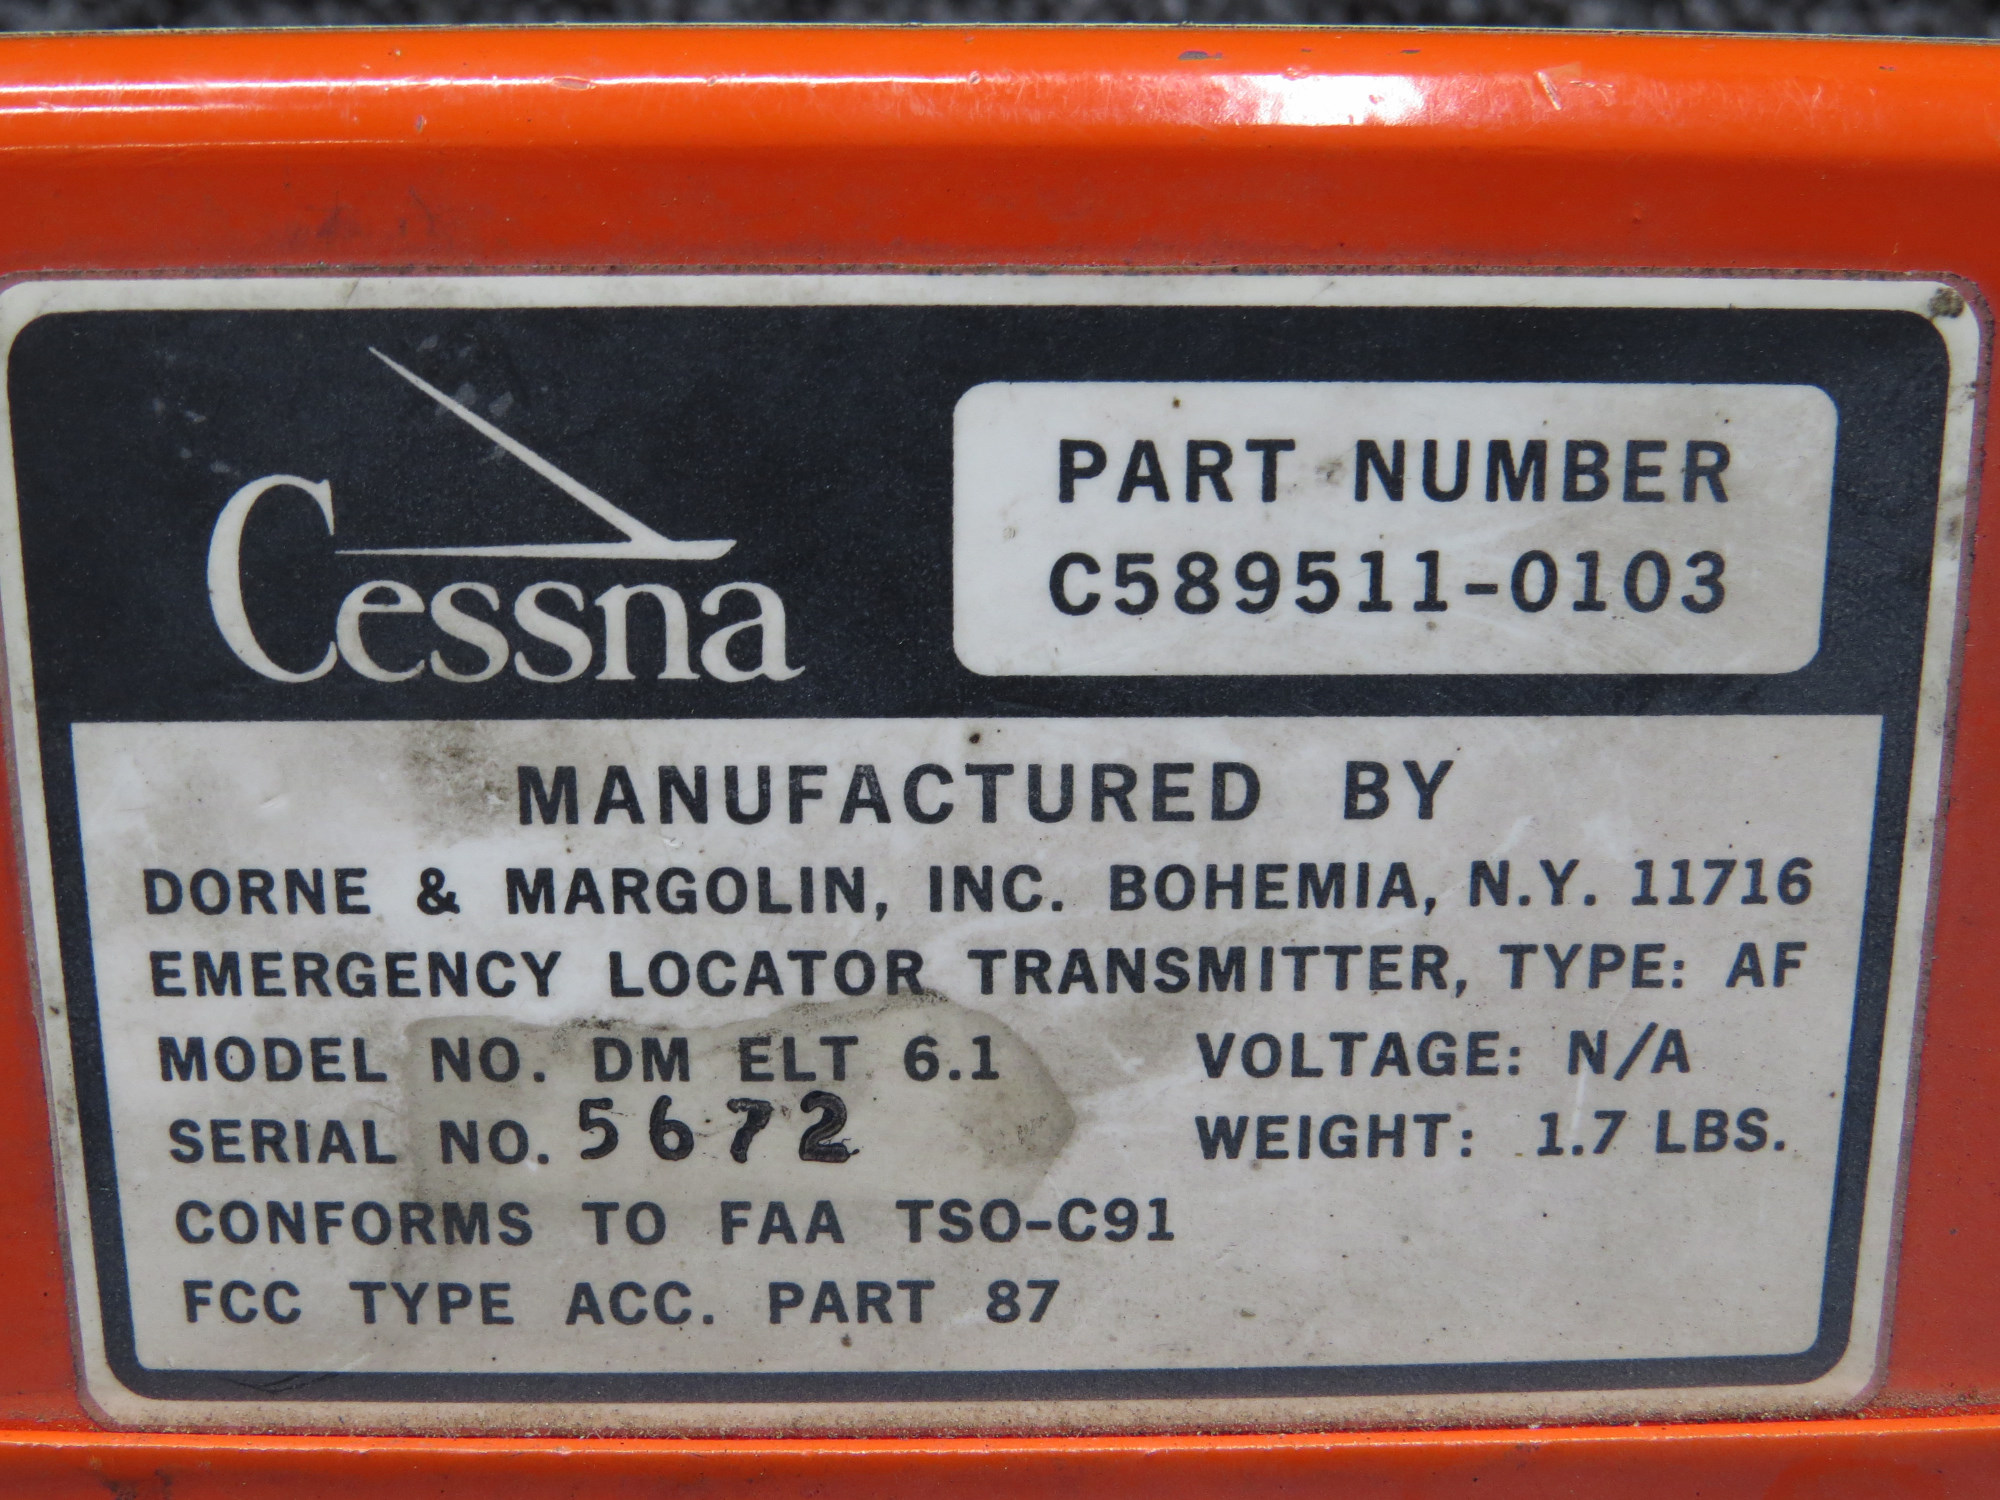 Cessna
PART NUMBER
C589511-0103
MANUFACTURED BY
DORNE & MARGOLIN, INC. BOHEMIA, N.Y. 11716
EMERGENCY LOCATOR TRANSMITTER, TYPE: AF
MODEL NO. DM ELT 6.1 VOLTAGE: N/A
SERIAL NO. 5672 WEIGHT: 1.7 LBS.
CONFORMS TO FAA TSO-C91
FCC TYPE ACC. PART 87